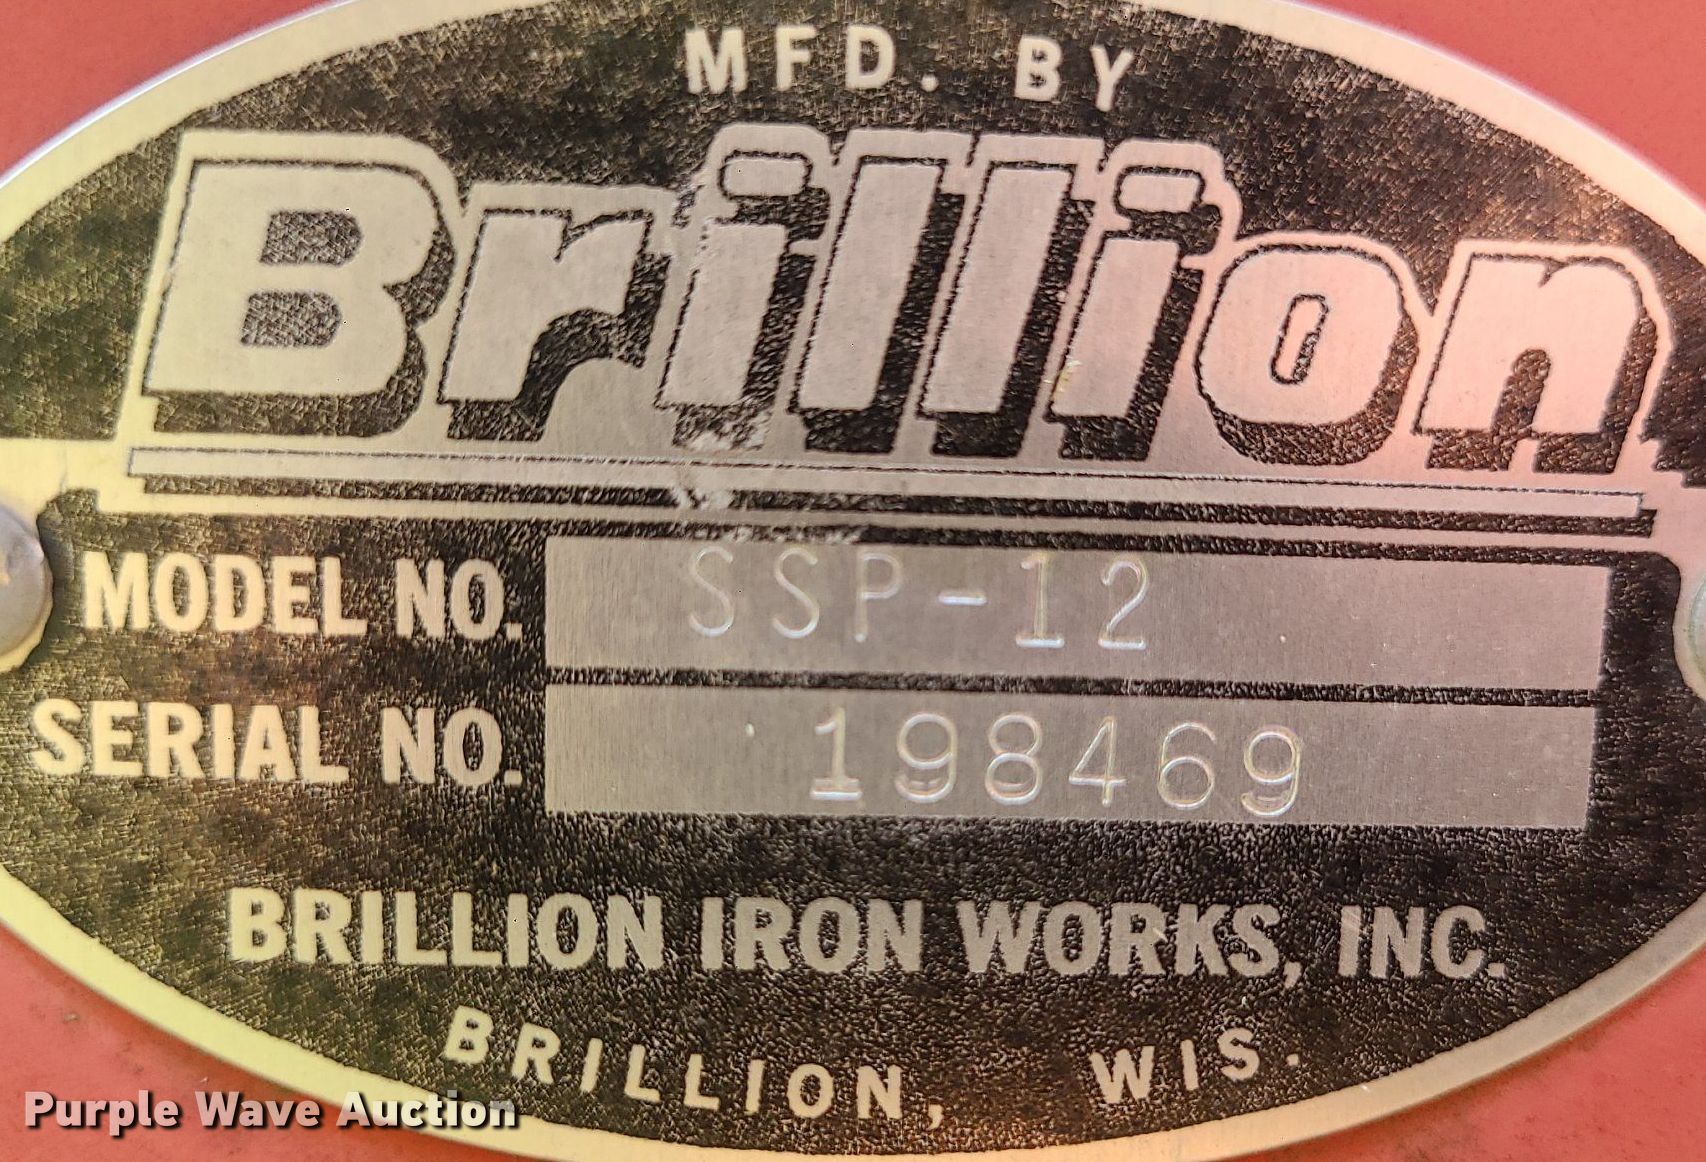 MFD. BY
Brillion
MODEL NO. SSP-12
SERIAL NO. 198469
BRILLION IRON WORKS, INC.
BRILLION, WIS.
Purple Wave Auction